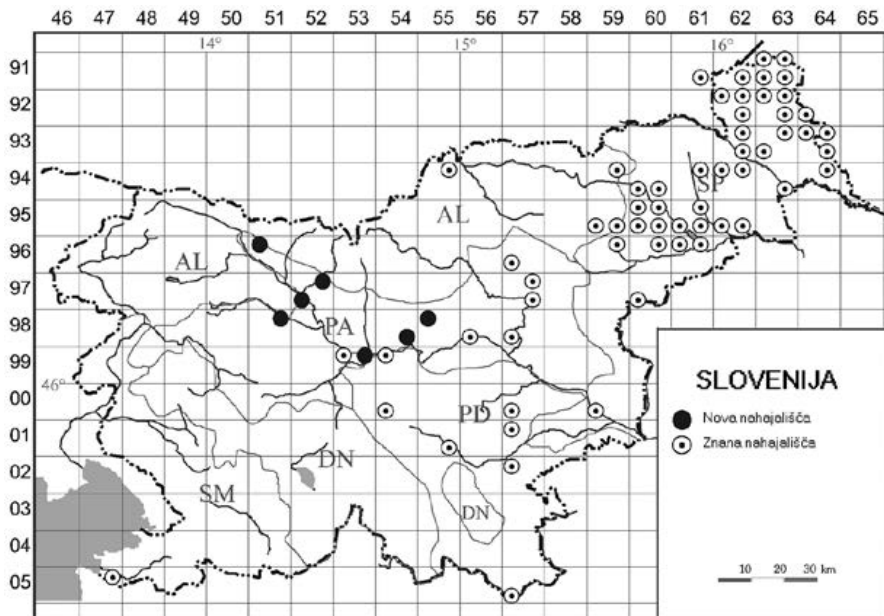 46 47 48 49 50 51 52 53 54 55 56 57 58 59 60 61 62 63 64 65
14° 15° 16°
91
92
93
94
95
96
97
98
99
46°
00
01
02
03
04
05
SP
AL
AL
PA
PD
DN
SM
DN
SLOVENIJA
Nova nahajališča
Znana nahajališča
10 20 30 km